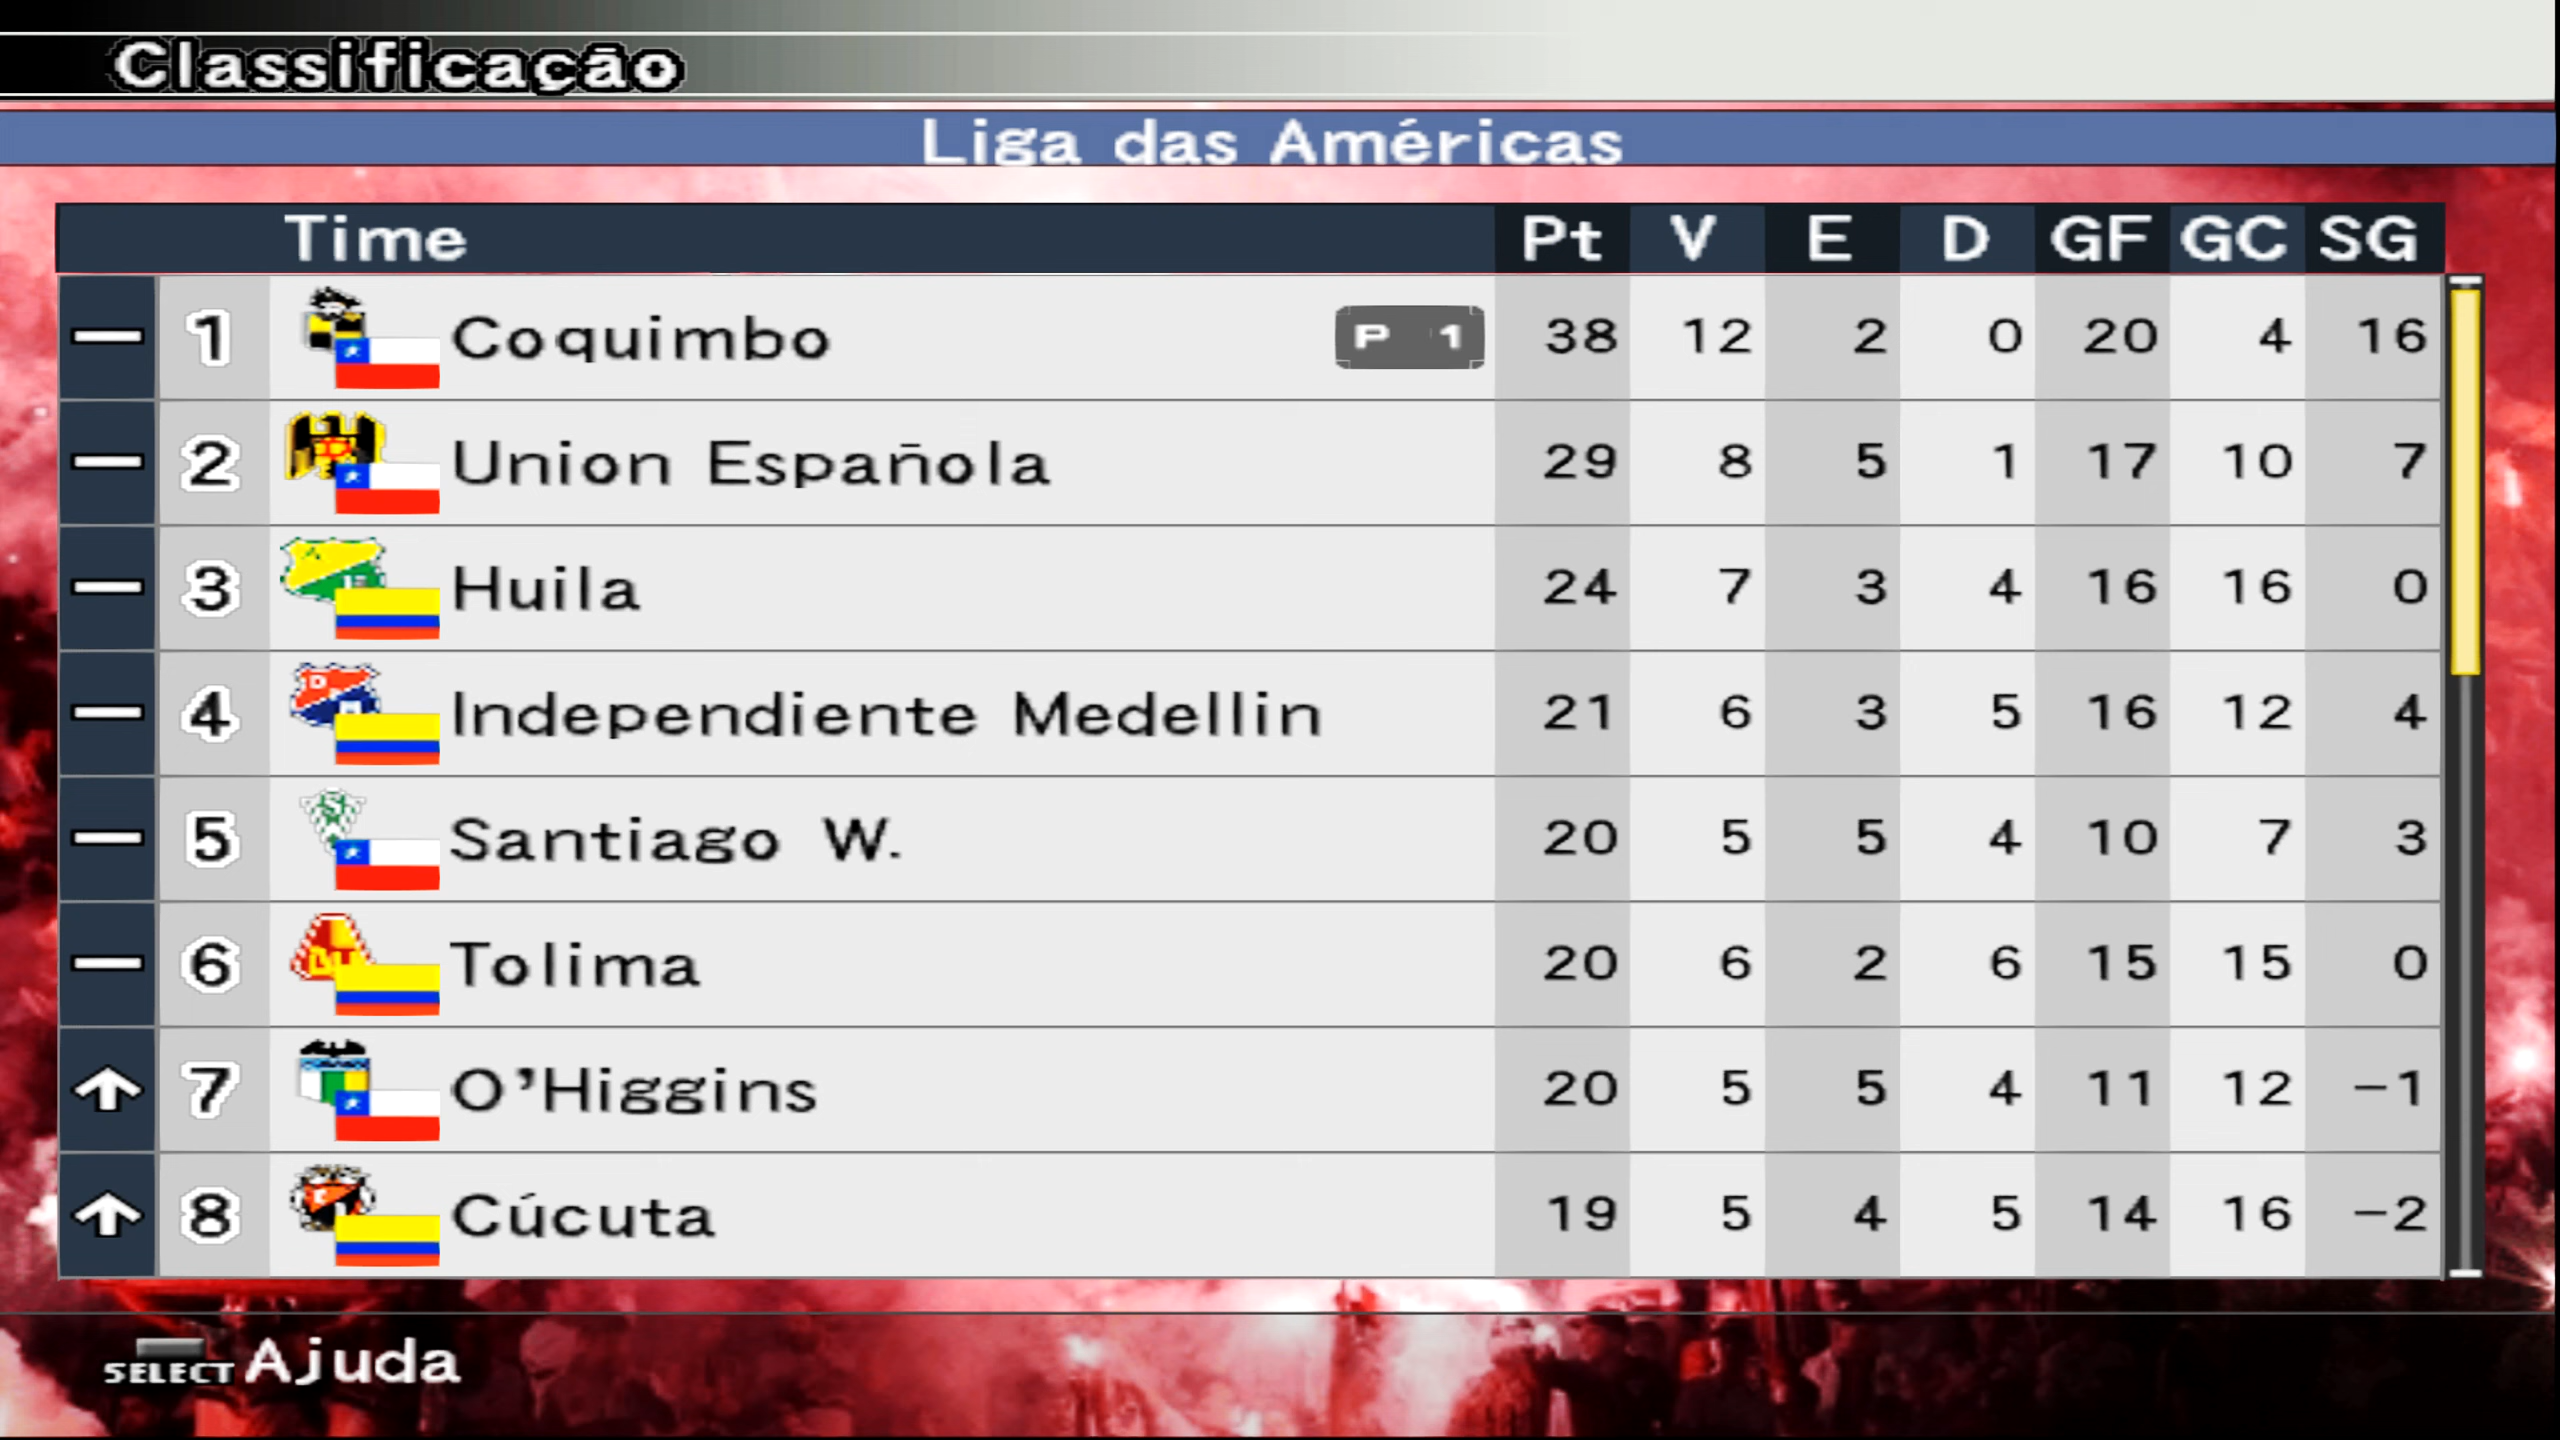 Classificação
Liga das Américas
Time Pt V E D GF GC SG
1 Coquimbo P 1 38 12 2 0 20 4 16
2 Union Española 29 8 5 1 17 10 7
3 Huila 24 7 3 4 16 16 0
4 Independiente Medellin 21 6 3 5 16 12 4
5 Santiago W. 20 5 5 4 10 7 3
6 Tolima 20 6 2 6 15 15 0
7 O'Higgins 20 5 5 4 11 12 -1
8 Cúcuta 19 5 4 5 14 16 -2
SELECT Ajuda